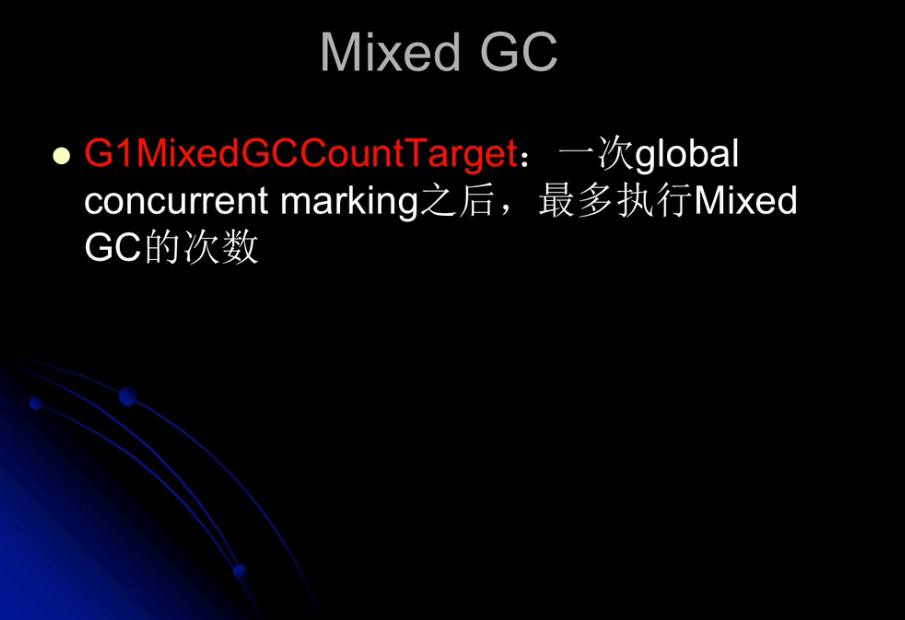 Mixed GC
G1MixedGCCountTarget：一次global
concurrent marking之后，最多执行Mixed
GC的次数